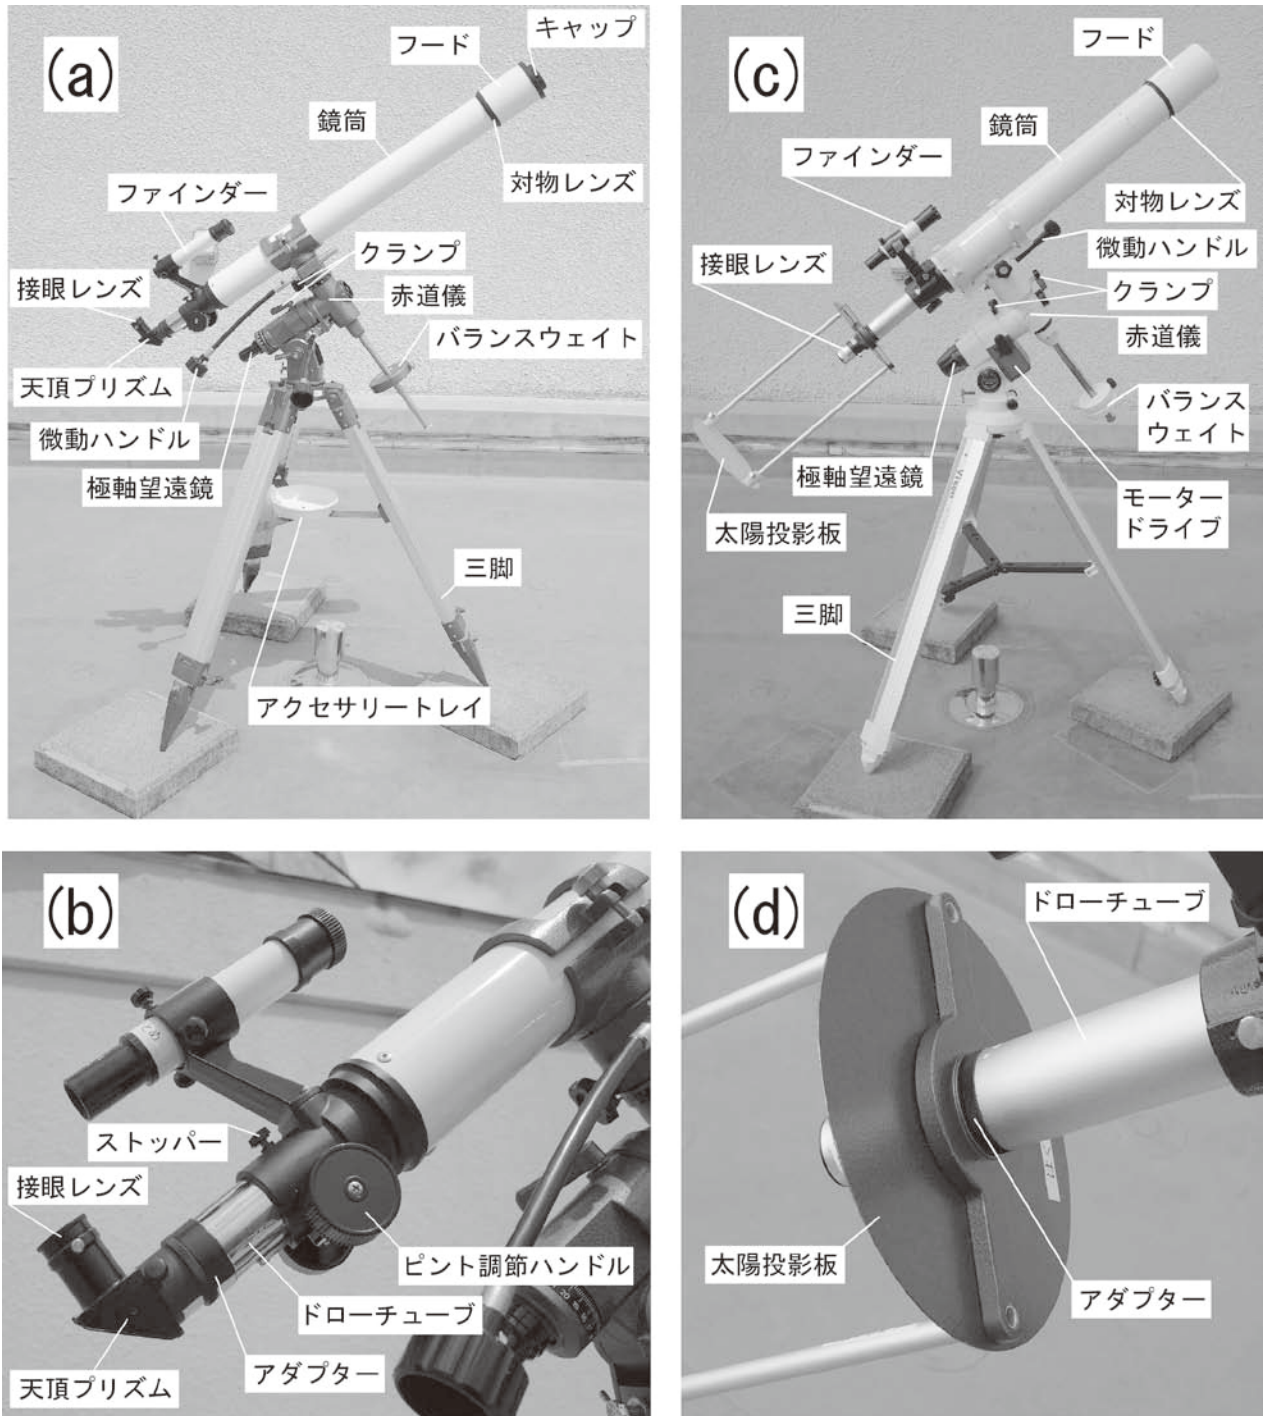 (a)
キャップ
フード
鏡筒
対物レンズ
ファインダー
クランプ
接眼レンズ
赤道儀
バランスウェイト
天頂プリズム
微動ハンドル
極軸望遠鏡
三脚
アクセサリートレイ
(c)
フード
鏡筒
ファインダー
対物レンズ
微動ハンドル
接眼レンズ
クランプ
赤道儀
バランス
ウェイト
極軸望遠鏡
モーター
ドライブ
太陽投影板
三脚
(b)
ストッパー
接眼レンズ
ピント調節ハンドル
ドローチューブ
アダプター
天頂プリズム
(d)
ドローチューブ
太陽投影板
アダプター